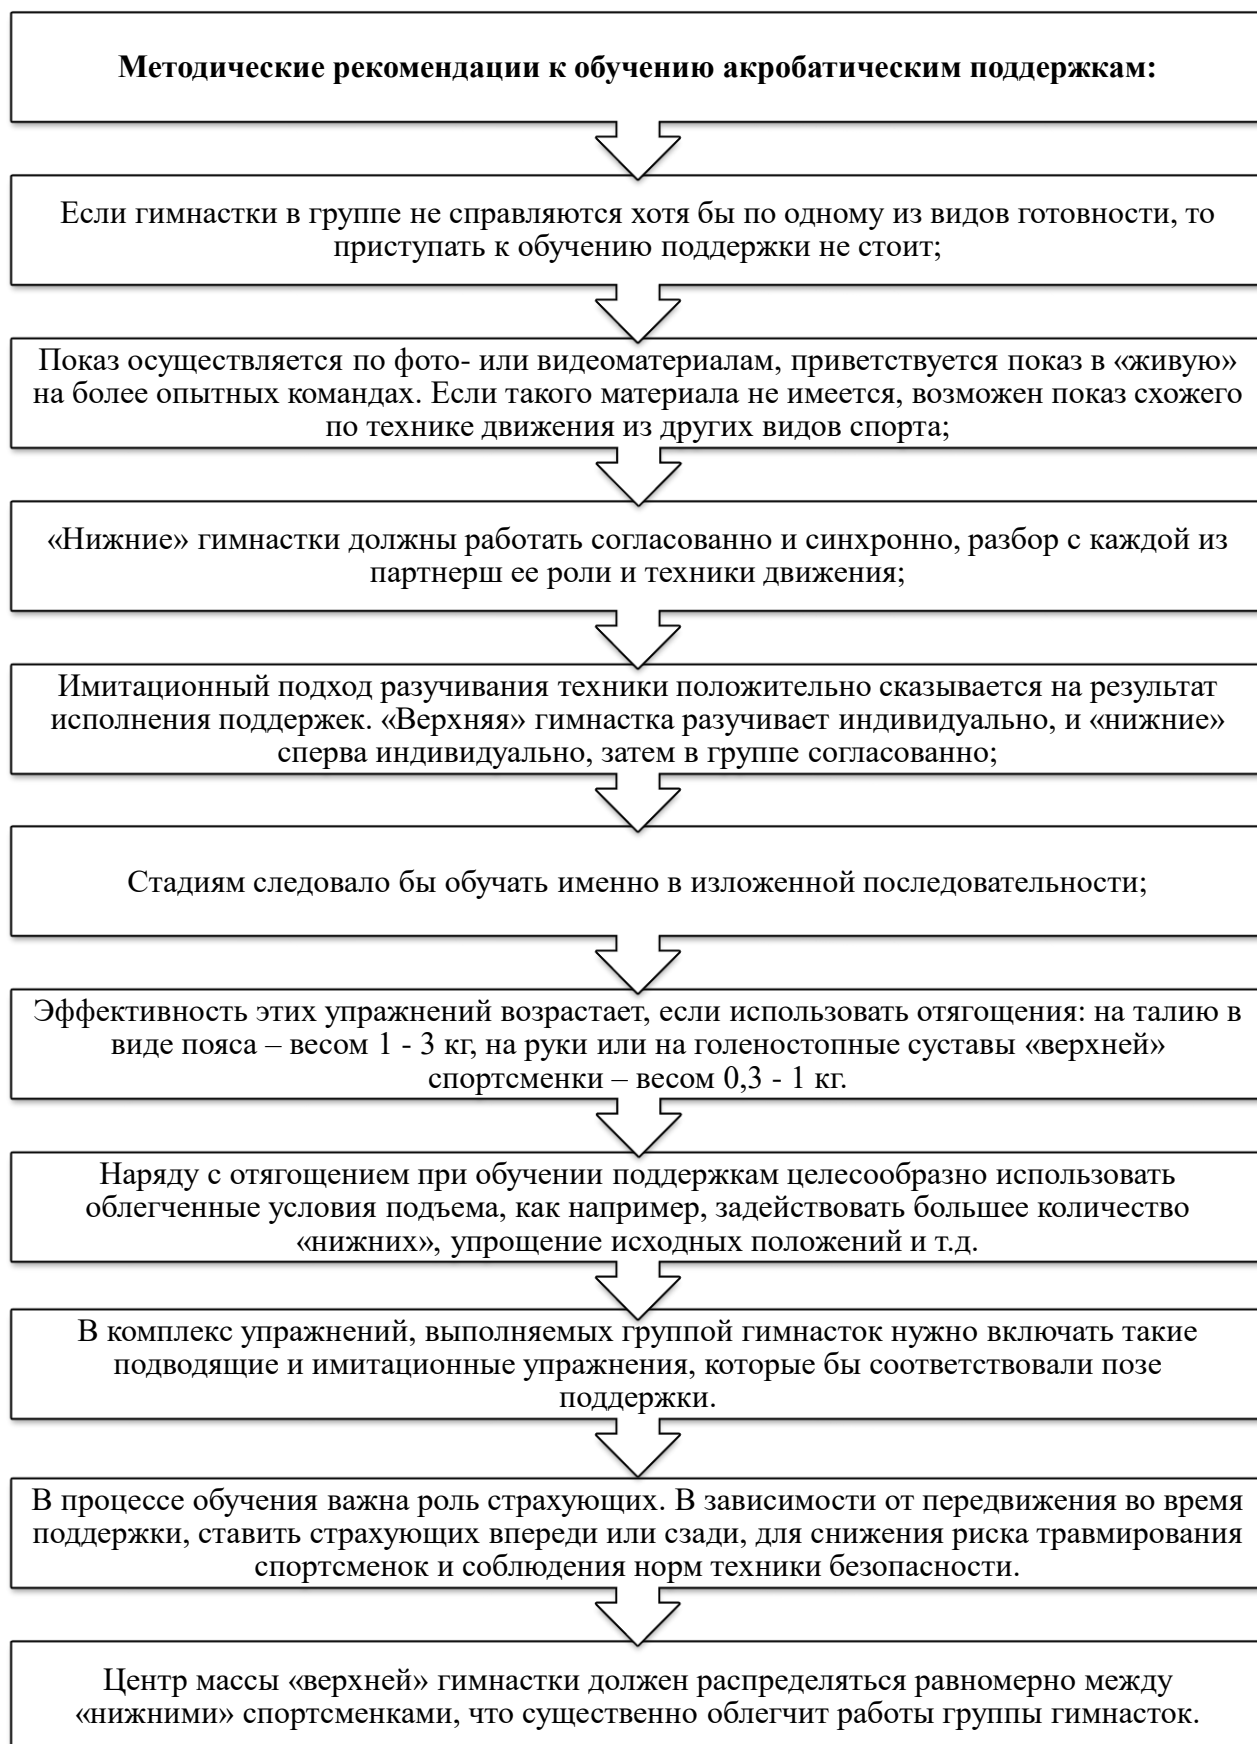 Методические рекомендации к обучению акробатическим поддержкам:
Если гимнастки в группе не справляются хотя бы по одному из видов готовности, то
приступать к обучению поддержки не стоит;
Показ осуществляется по фото- или видеоматериалам, приветствуется показ в «живую»
на более опытных командах. Если такого материала не имеется, возможен показ схожего
по технике движения из других видов спорта;
«Нижние» гимнастки должны работать согласованно и синхронно, разбор с каждой из
партнерш ее роли и техники движения;
Имитационный подход разучивания техники положительно сказывается на результат
исполнения поддержек. «Верхняя» гимнастка разучивает индивидуально, и «нижние»
сперва индивидуально, затем в группе согласованно;
Стадиям следовало бы обучать именно в изложенной последовательности;
Эффективность этих упражнений возрастает, если использовать отягощения: на талию в
виде пояса – весом 1 - 3 кг, на руки или на голеностопные суставы «верхней»
спортсменки – весом 0,3 - 1 кг.
Наряду с отягощением при обучении поддержкам целесообразно использовать
облегченные условия подъема, как например, задействовать большее количество
«нижних», упрощение исходных положений и т.д.
В комплекс упражнений, выполняемых группой гимнасток нужно включать такие
подводящие и имитационные упражнения, которые бы соответствовали позе
поддержки.
В процессе обучения важна роль страхующих. В зависимости от передвижения во время
поддержки, ставить страхующих впереди или сзади, для снижения риска травмирования
спортсменок и соблюдения норм техники безопасности.
Центр массы «верхней» гимнастки должен распределяться равномерно между
«нижними» спортсменками, что существенно облегчит работы группы гимнасток.